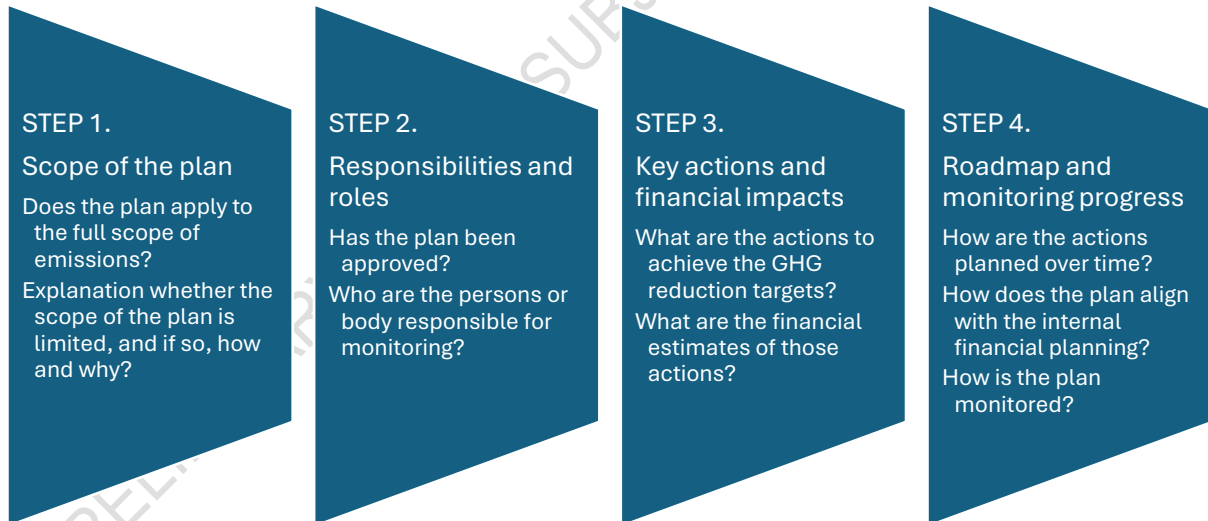 STEP 1.
Scope of the plan
Does the plan apply to
the full scope of
emissions?
Explanation whether the
scope of the plan is
limited, and if so, how
and why?
STEP 2.
Responsibilities and
roles
Has the plan been
approved?
Who are the persons or
body responsible for
monitoring?
STEP 3.
Key actions and
financial impacts
What are the actions to
achieve the GHG
reduction targets?
What are the financial
estimates of those
actions?
STEP 4.
Roadmap and
monitoring progress
How are the actions
planned over time?
How does the plan align
with the internal
financial planning?
How is the plan
monitored?